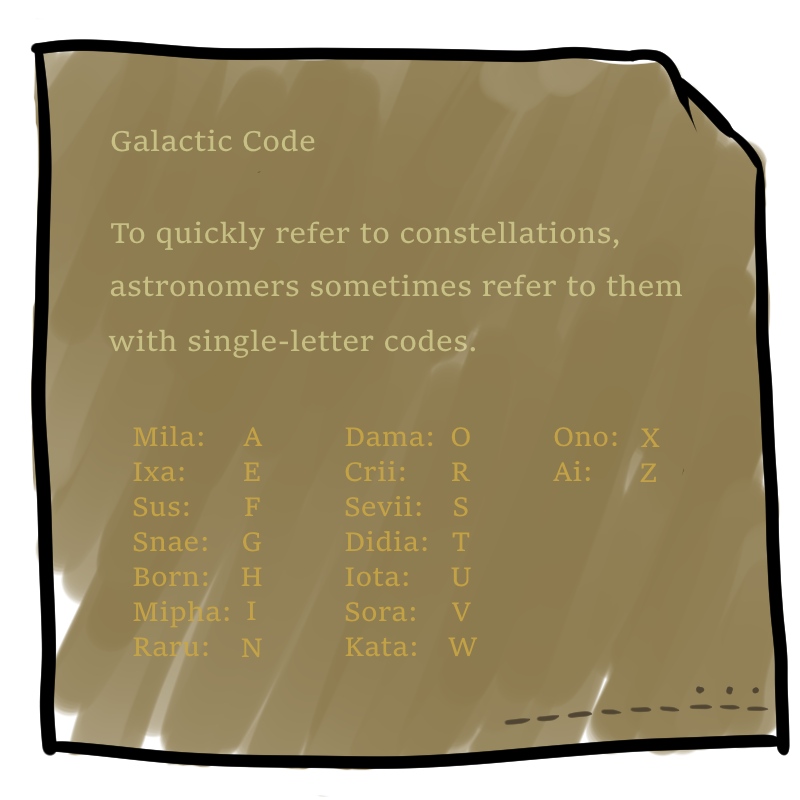 Galactic Code
To quickly refer to constellations,
astronomers sometimes refer to them
with single-letter codes.
Mila: A
Ixa: E
Sus: F
Snae: G
Born: H
Mipha: I
Raru: N
Dama: O
Crii: R
Sevii: S
Didia: T
Iota: U
Sora: V
Kata: W
Ono: X
Ai: Z